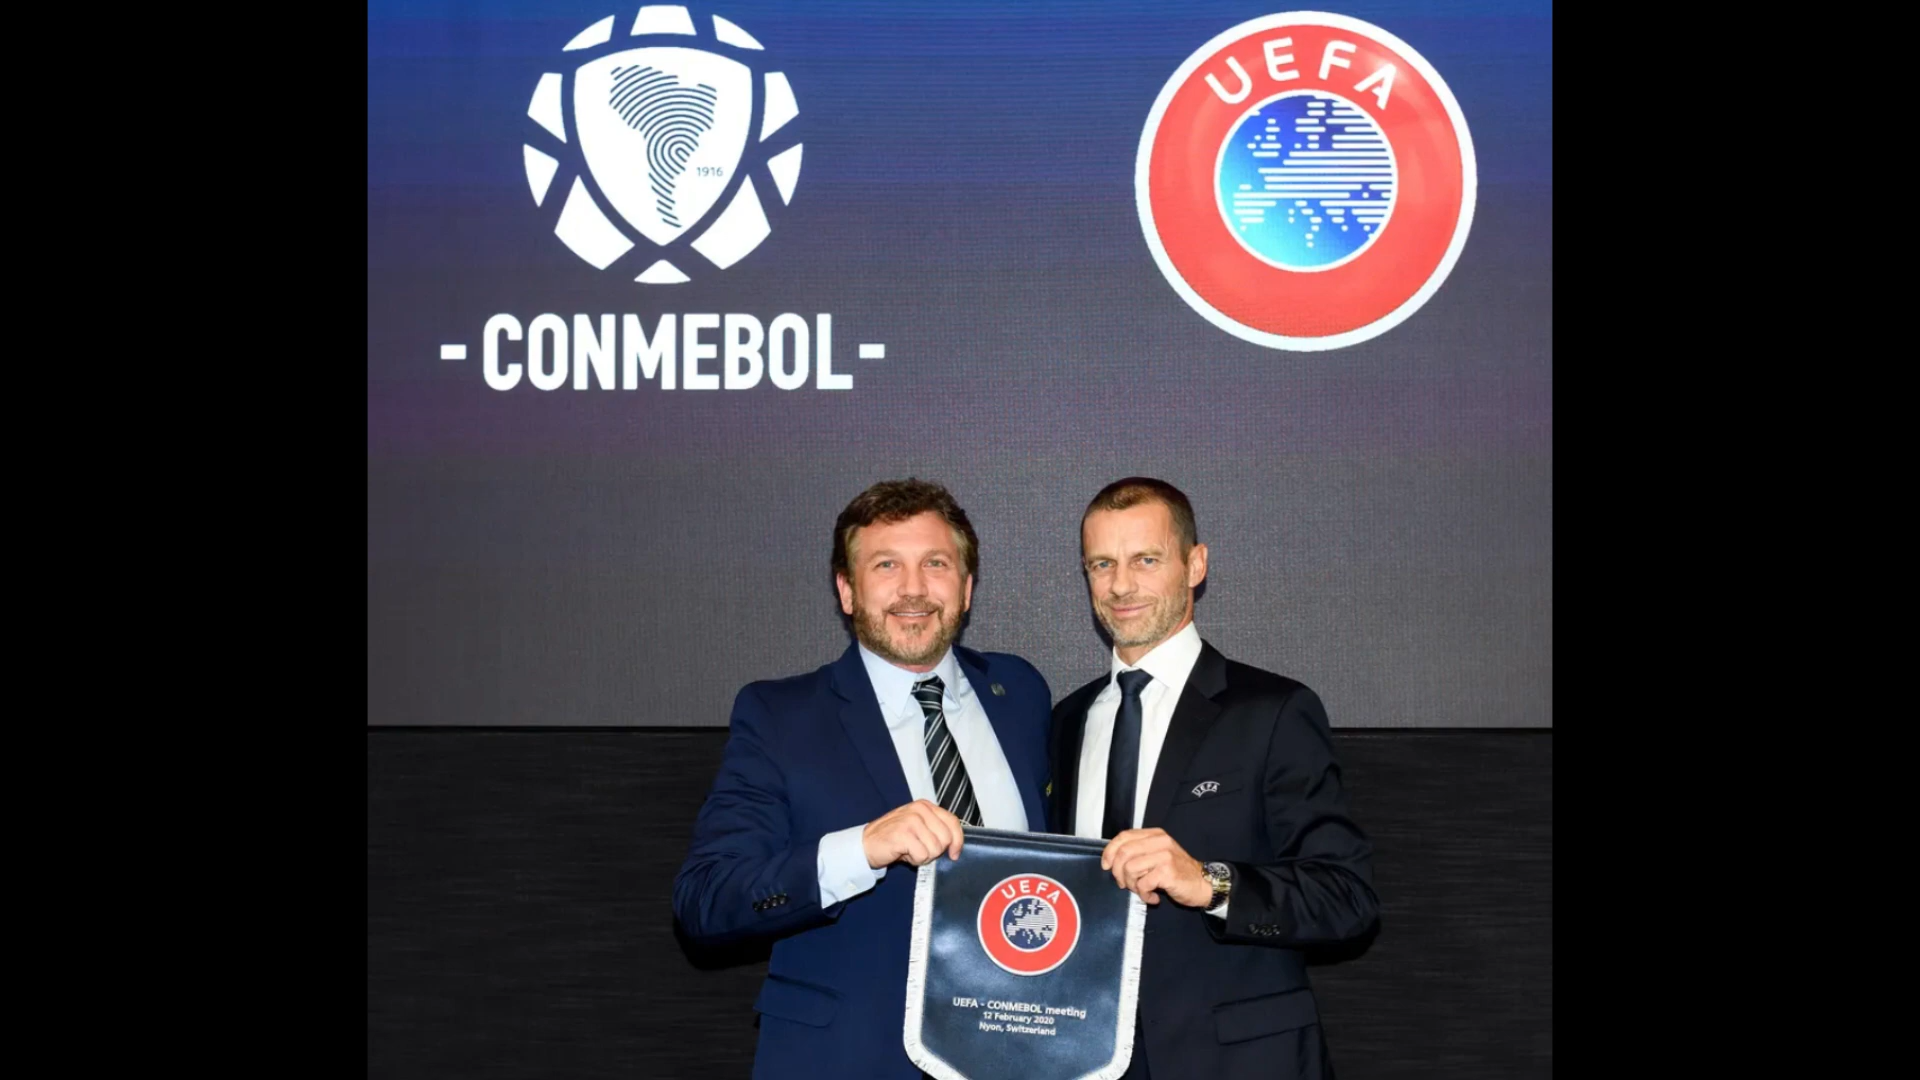 1916
- CONMEBOL -
UEFA
UEFA
UEFA
UEFA - CONMEBOL meeting
12 February 2020
Nyon, Switzerland